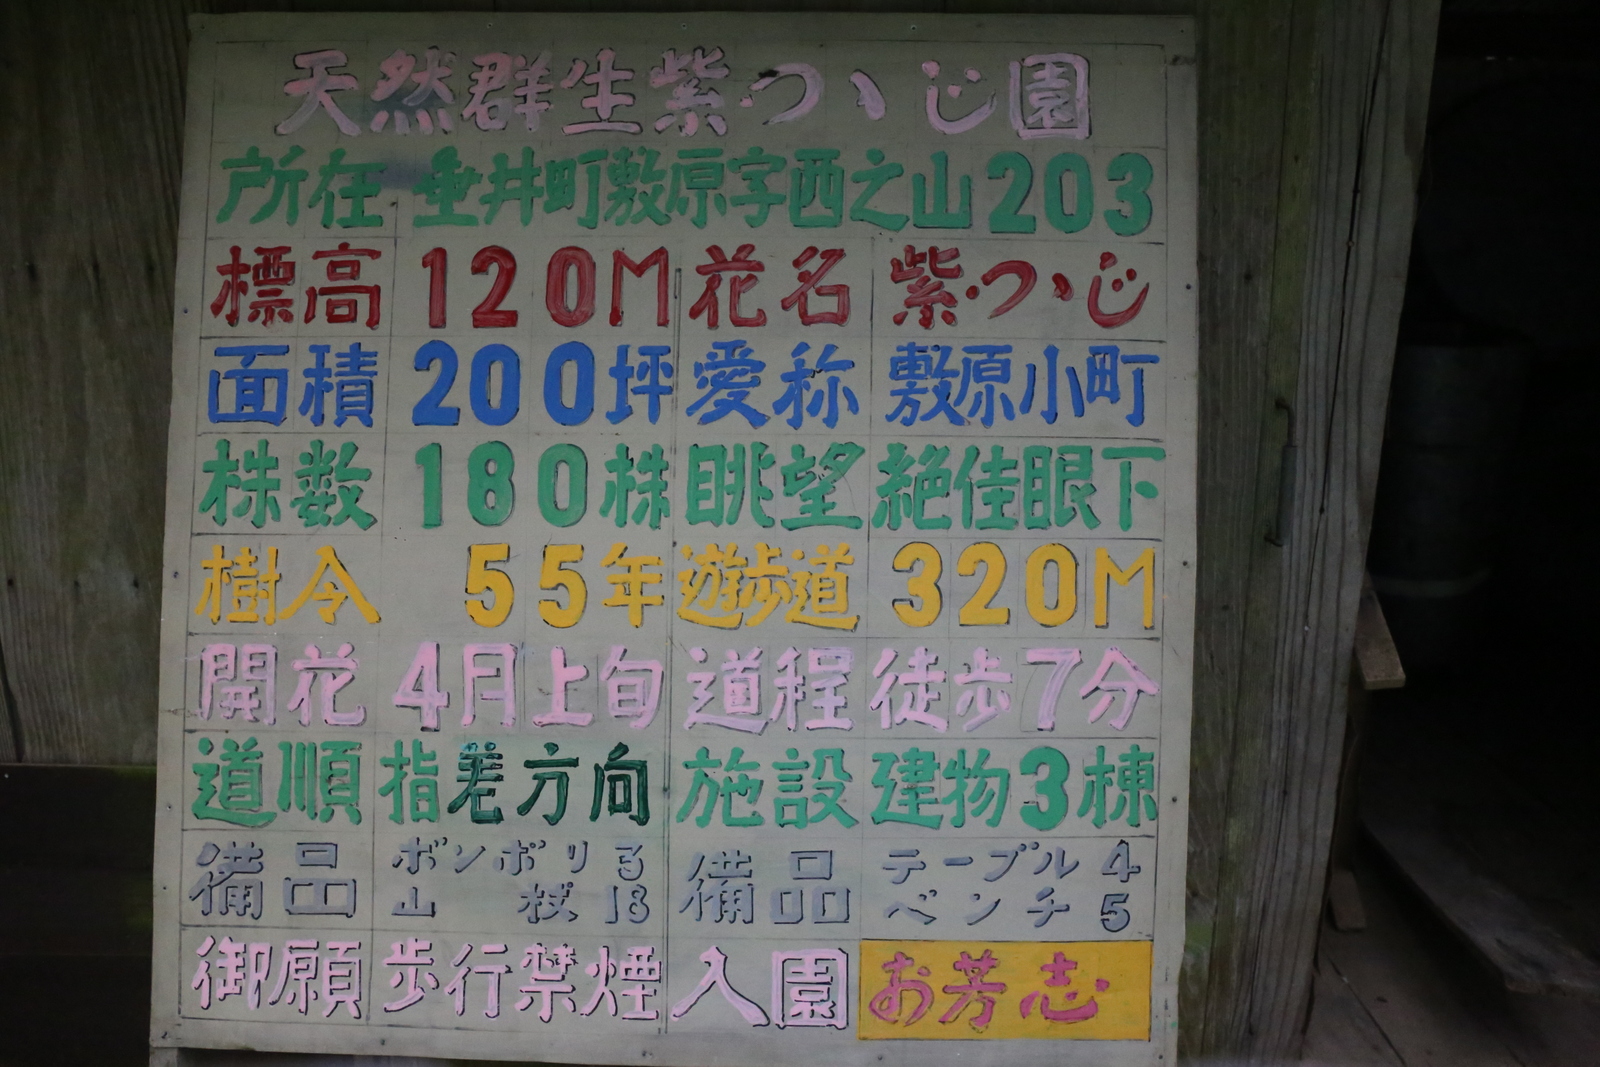 天然群生紫つゝじ園
所在 垂井町敷原字西之山203
標高 120M 花名 紫つゝじ
面積 200坪 愛称 敷原小町
株数 180株 眺望 絶佳眼下
樹令 55年 遊歩道 320M
開花 4月上旬 道程 徒歩7分
道順 指差方向 施設 建物3棟
備品 ボンボリ 3 備品 テーブル 4
山桜 18 ベンチ 5
御願 歩行禁煙 入園 お芳志